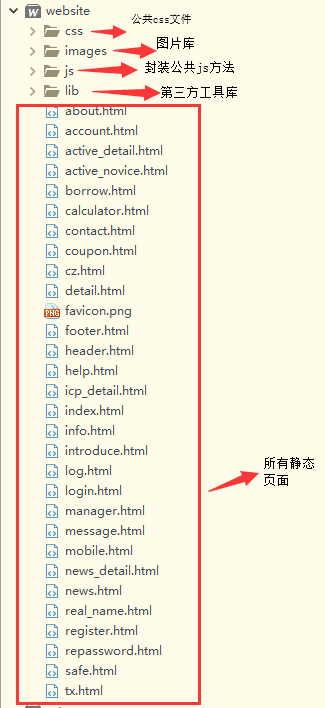 website
css
公共css文件
images
图片库
js
封装公共js方法
lib
第三方工具库
about.html
account.html
active_detail.html
active_novice.html
borrow.html
calculator.html
contact.html
coupon.html
cz.html
detail.html
favicon.png
footer.html
header.html
help.html
icp_detail.html
index.html
info.html
introduce.html
log.html
login.html
manager.html
message.html
mobile.html
news_detail.html
news.html
real_name.html
register.html
repassword.html
safe.html
tx.html
所有静态
页面